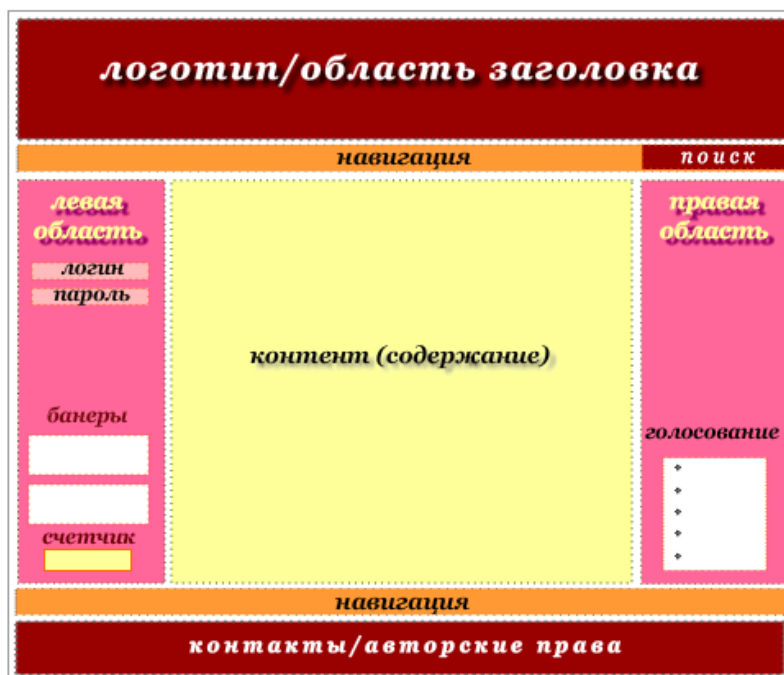 логотип/область заголовка
навигация
поиск
левая
область
логин
пароль
банеры
счетчик
контент (содержание)
правая
область
голосование
навигация
контакты/авторские права